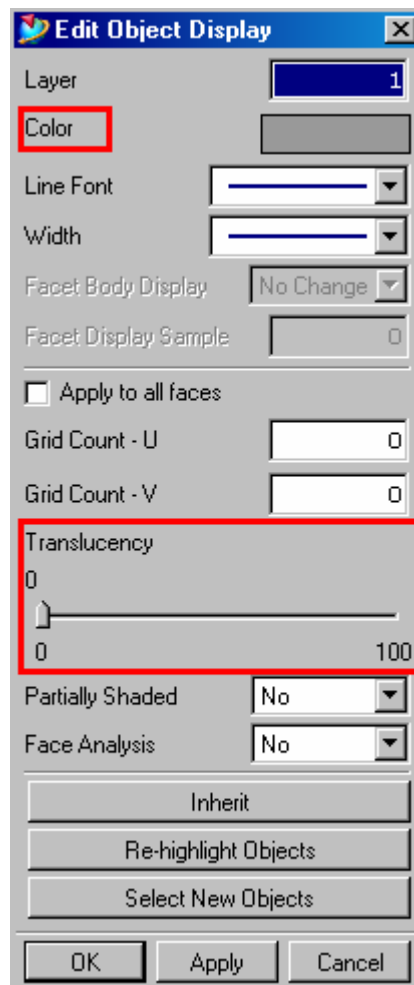 Edit Object Display
Layer 1
Color
Line Font
Width
Facet Body Display No Change
Facet Display Sample 0
Apply to all faces
Grid Count - U 0
Grid Count - V 0
Translucency
0
0 100
Partially Shaded No
Face Analysis No
Inherit
Re-highlight Objects
Select New Objects
OK Apply Cancel